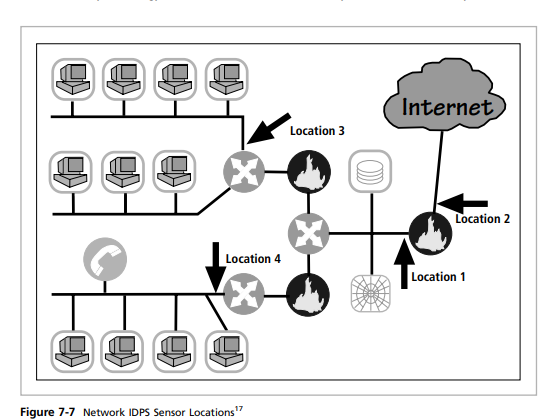 Internet
Location 3
Location 2
Location 4
Location 1
Figure 7-7 Network IDPS Sensor Locations17